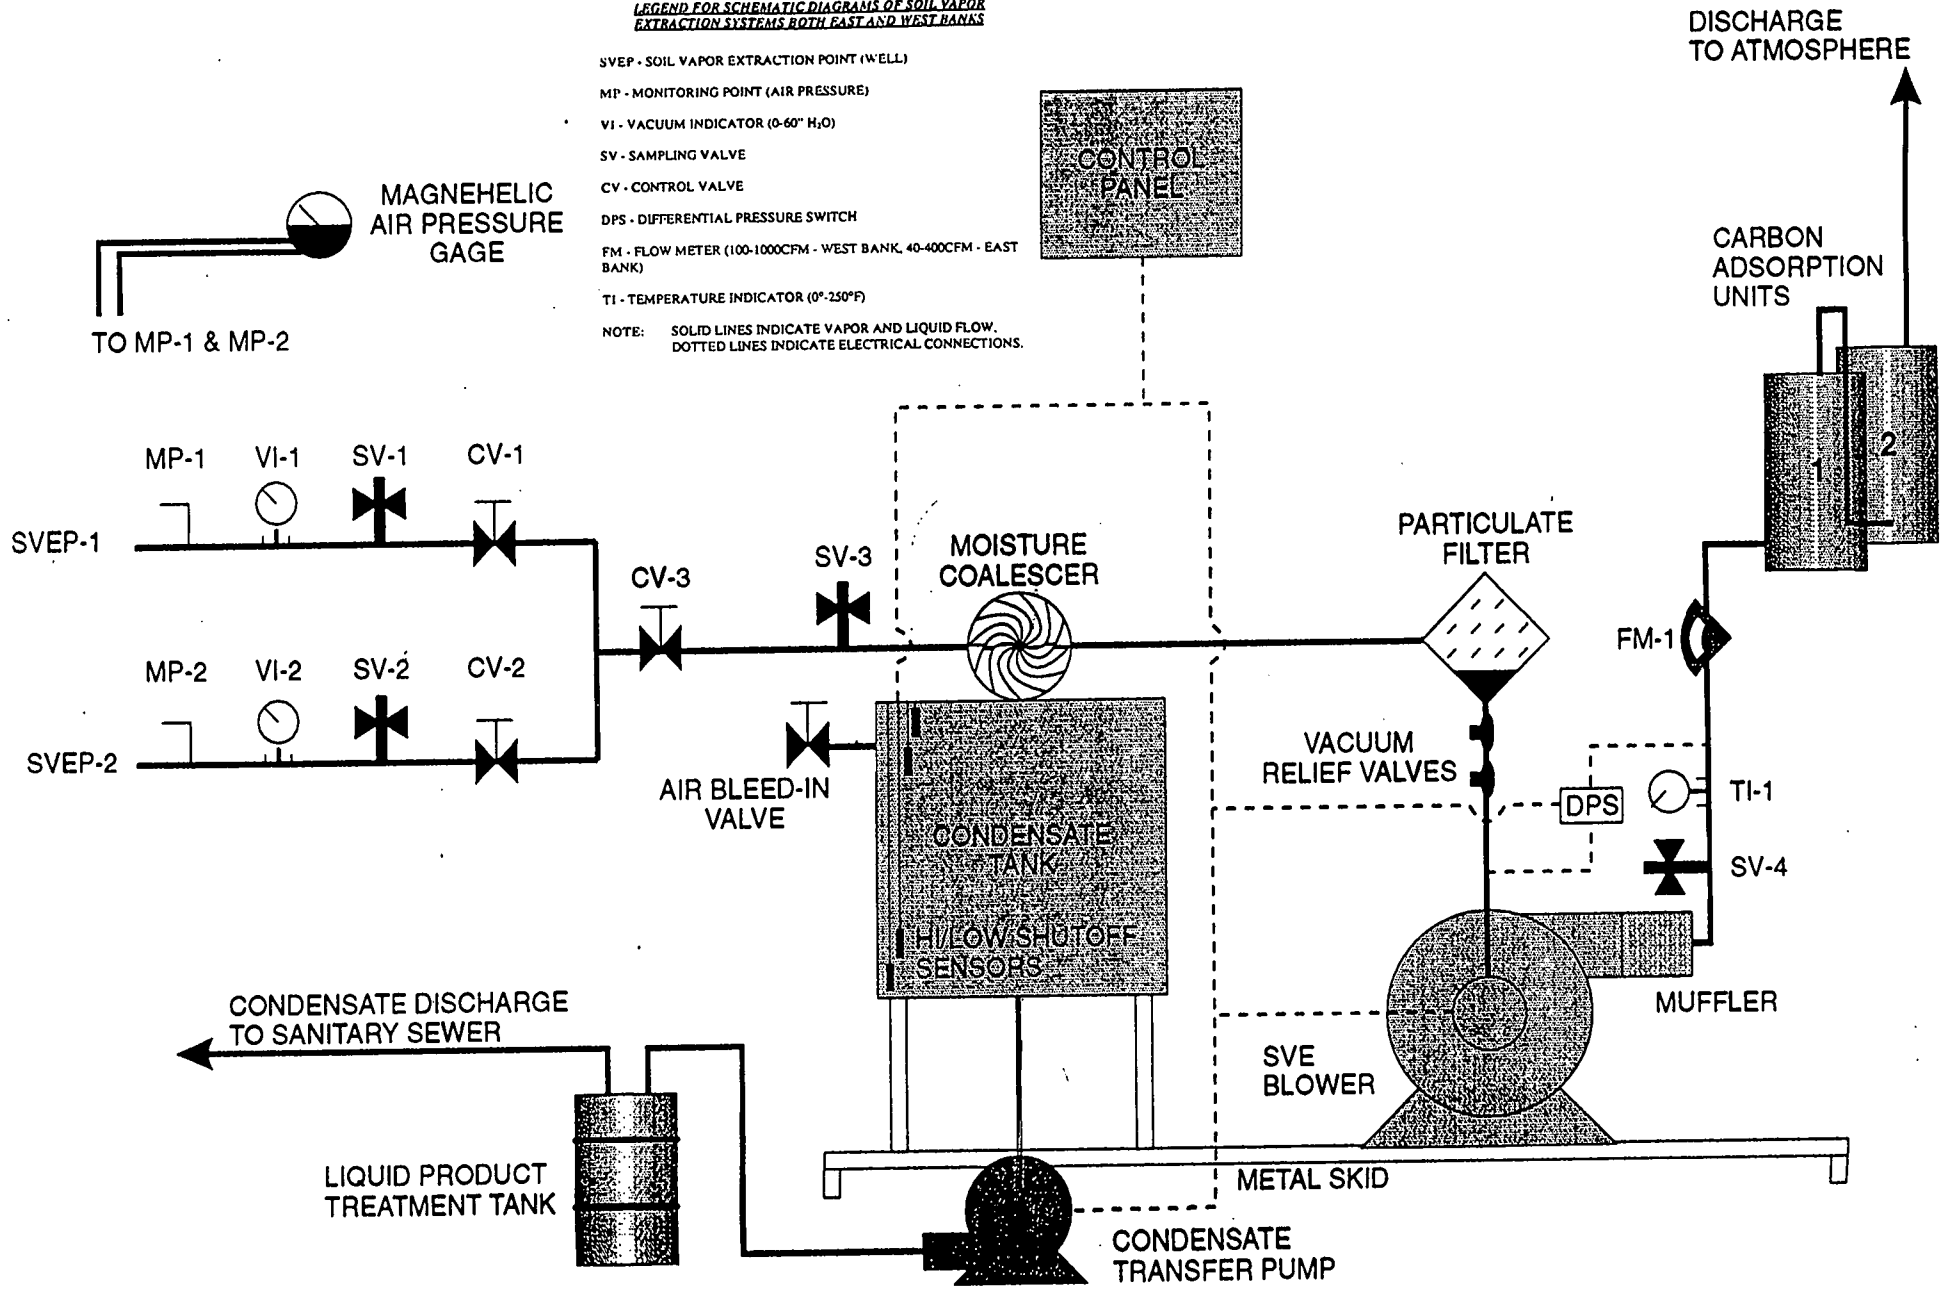 LEGEND FOR SCHEMATIC DIAGRAMS OF SOIL VAPOR
EXTRACTION SYSTEMS BOTH EAST AND WEST BANKS
SVEP - SOIL VAPOR EXTRACTION POINT (WELL)
MP - MONITORING POINT (AIR PRESSURE)
VI - VACUUM INDICATOR (0-60" H₂O)
SV - SAMPLING VALVE
CV - CONTROL VALVE
DPS - DIFFERENTIAL PRESSURE SWITCH
FM - FLOW METER (100-1000CFM - WEST BANK, 40-400CFM - EAST
BANK)
TI - TEMPERATURE INDICATOR (0°-250°F)
NOTE: SOLID LINES INDICATE VAPOR AND LIQUID FLOW.
DOTTED LINES INDICATE ELECTRICAL CONNECTIONS.
DISCHARGE
TO ATMOSPHERE
CONTROL
PANEL
MAGNEHELIC
AIR PRESSURE
GAGE
TO MP-1 & MP-2
CARBON
ADSORPTION
UNITS
1
2
MP-1
VI-1
SV-1
CV-1
SVEP-1
MP-2
VI-2
SV-2
CV-2
SVEP-2
CV-3
SV-3
MOISTURE
COALESCER
PARTICULATE
FILTER
FM-1
VACUUM
RELIEF VALVES
DPS
TI-1
SV-4
AIR BLEED-IN
VALVE
CONDENSATE
TANK
HI/LOW SHUTOFF
SENSORS
MUFFLER
SVE
BLOWER
CONDENSATE DISCHARGE
TO SANITARY SEWER
LIQUID PRODUCT
TREATMENT TANK
METAL SKID
CONDENSATE
TRANSFER PUMP